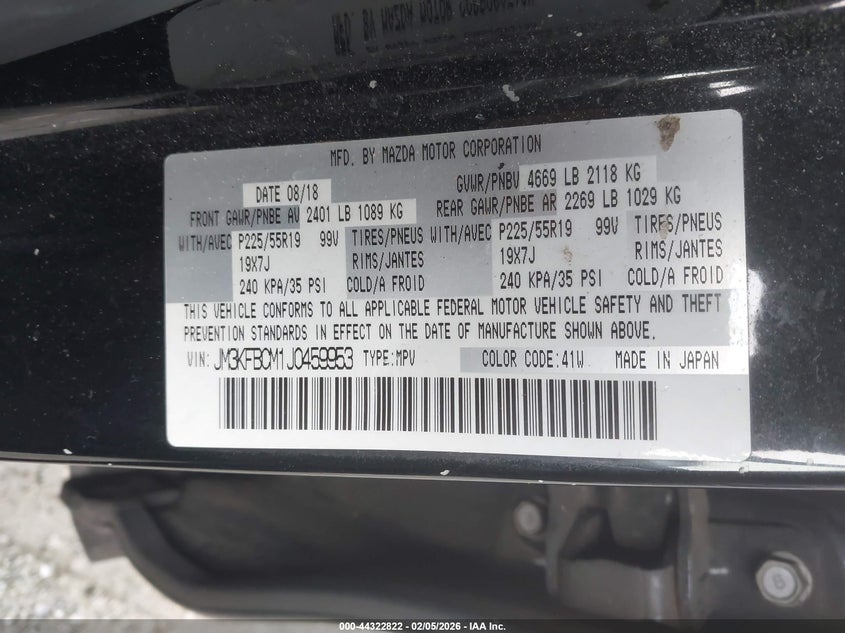 MFD. BY MAZDA MOTOR CORPORATION
DATE 08/18 GVWR/PNBV 4669 LB 2118 KG
FRONT GAWR/PNBE AV 2401 LB 1089 KG REAR GAWR/PNBE AR 2269 LB 1029 KG
WITH/AVEC P225/55R19 99V TIRES/PNEUS WITH/AVEC P225/55R19 99V TIRES/PNEUS
19X7J RIMS/JANTES 19X7J RIMS/JANTES
240 KPA/35 PSI COLD/A FROID 240 KPA/35 PSI COLD/A FROID
THIS VEHICLE CONFORMS TO ALL APPLICABLE FEDERAL MOTOR VEHICLE SAFETY AND THEFT
PREVENTION STANDARDS IN EFFECT ON THE DATE OF MANUFACTURE SHOWN ABOVE.
VIN: JM3KFBCM1J0459953 TYPE:MPV COLOR CODE:41W MADE IN JAPAN
8
000-44322822 - 02/05/2026 - IAA Inc.